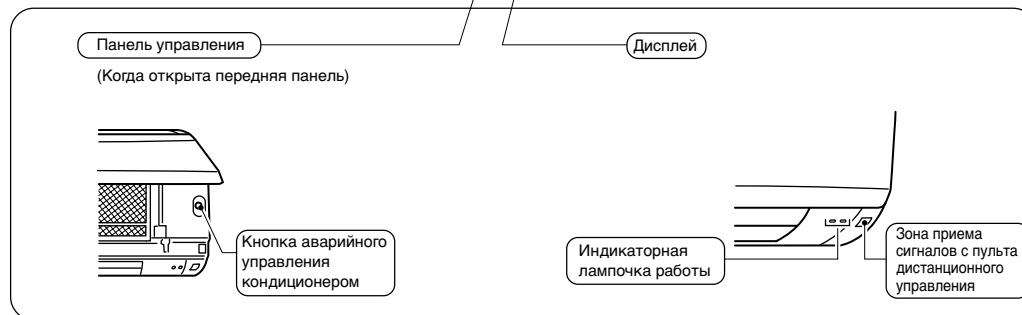 Панель управления
Дисплей
(Когда открыта передняя панель)
Кнопка аварийного
управления
кондиционером
Индикаторная
лампочка работы
Зона приема
сигналов с пульта
дистанционного
управления